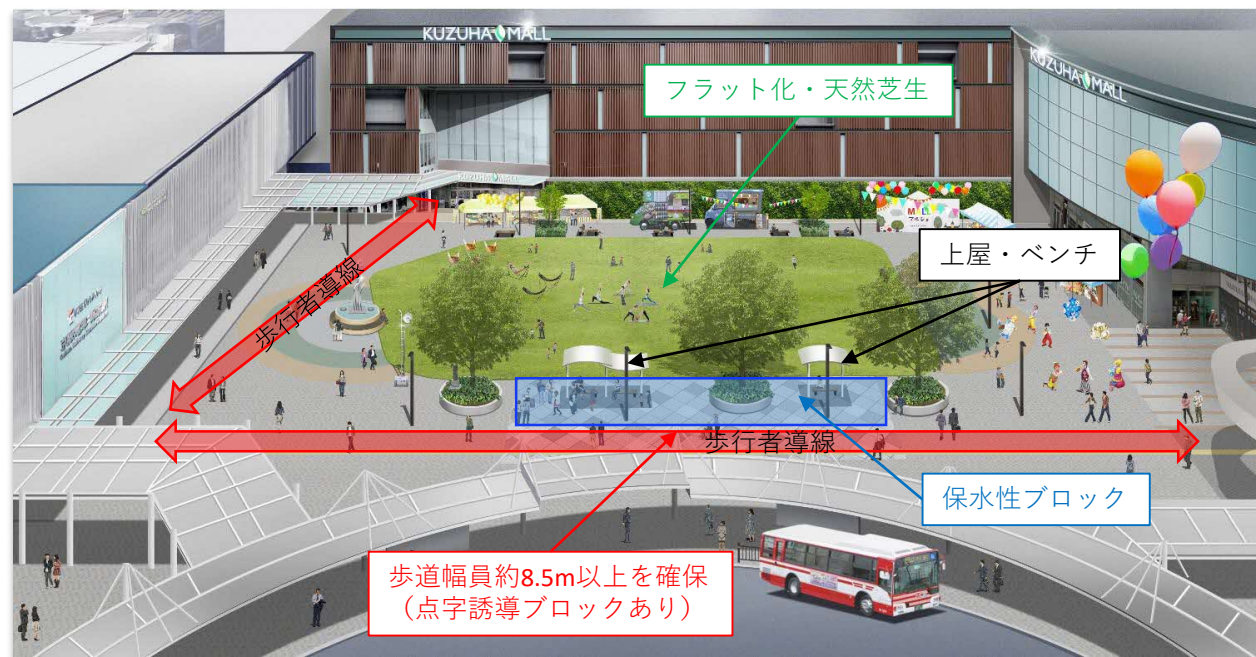 KUZUHA MALL
KUZUHA MALL
フラット化・天然芝生
KUZUHA MALL
MALL
上屋・ベンチ
歩行者導線
歩行者導線
保水性ブロック
歩道幅員約8.5m以上を確保
（点字誘導ブロックあり）